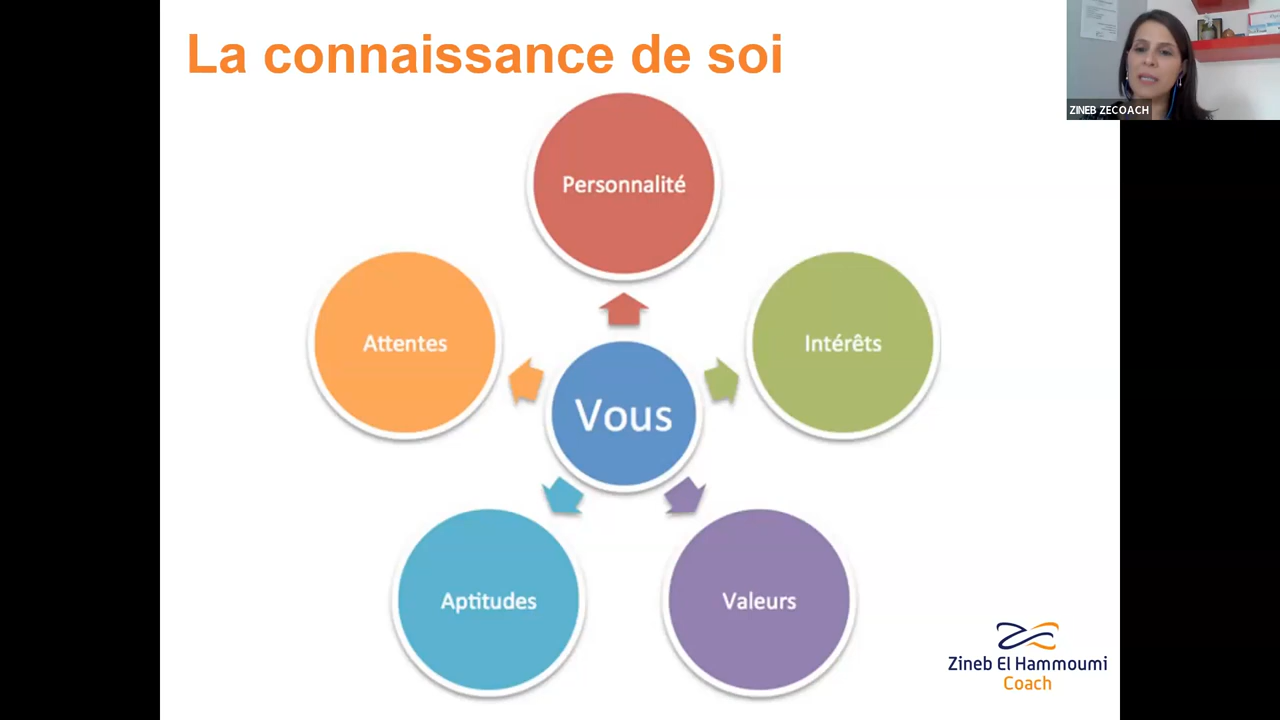 La connaissance de soi
ZINEB ZECOACH
Personnalité
Attentes
Intérêts
Vous
Aptitudes
Valeurs
Zineb El Hammoumi
Coach